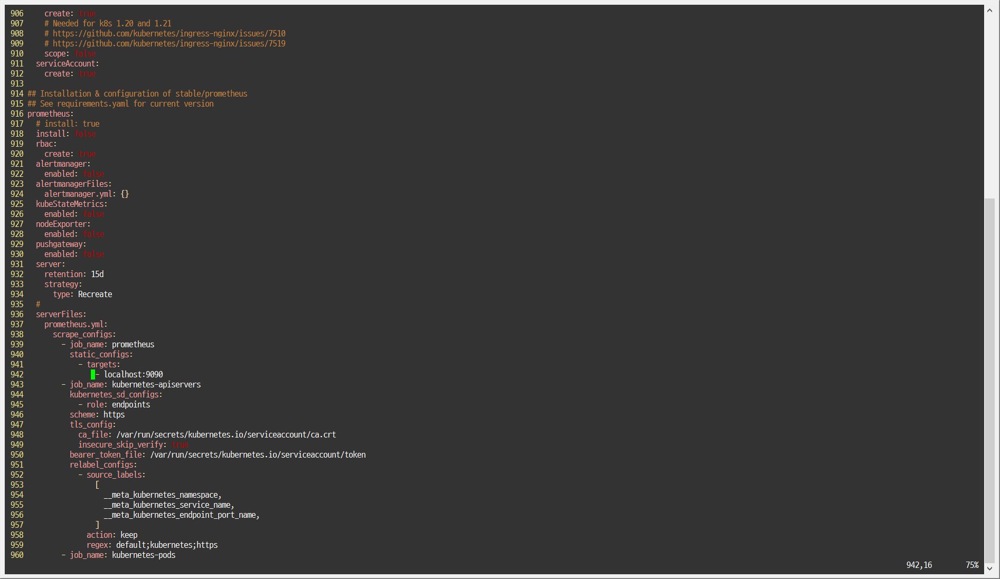 906     create: true
907     # Needed for k8s 1.20 and 1.21
908     # https://github.com/kubernetes/ingress-nginx/issues/7510
909     # https://github.com/kubernetes/ingress-nginx/issues/7519
910     scope: false
911   serviceAccount:
912     create: true
913
914 ## Installation & configuration of stable/prometheus
915 ## See requirements.yaml for current version
916 prometheus:
917   # install: true
918   install: false
919   rbac:
920     create: true
921   alertmanager:
922     enabled: false
923   alertmanagerFiles:
924     alertmanager.yml: {}
925   kubeStateMetrics:
926     enabled: false
927   nodeExporter:
928     enabled: false
929   pushgateway:
930     enabled: false
931   server:
932     retention: 15d
933     strategy:
934       type: Recreate
935   #
936   serverFiles:
937     prometheus.yml:
938       scrape_configs:
939         - job_name: prometheus
940           static_configs:
941             - targets:
942                 - localhost:9090
943         - job_name: kubernetes-apiservers
944           kubernetes_sd_configs:
945             - role: endpoints
946           scheme: https
947           tls_config:
948             ca_file: /var/run/secrets/kubernetes.io/serviceaccount/ca.crt
949             insecure_skip_verify: true
950           bearer_token_file: /var/run/secrets/kubernetes.io/serviceaccount/token
951           relabel_configs:
952             - source_labels:
953                 [
954                   __meta_kubernetes_namespace,
955                   __meta_kubernetes_service_name,
956                   __meta_kubernetes_endpoint_port_name,
957                 ]
958               action: keep
959               regex: default;kubernetes;https
960         - job_name: kubernetes-pods
942,16        75%